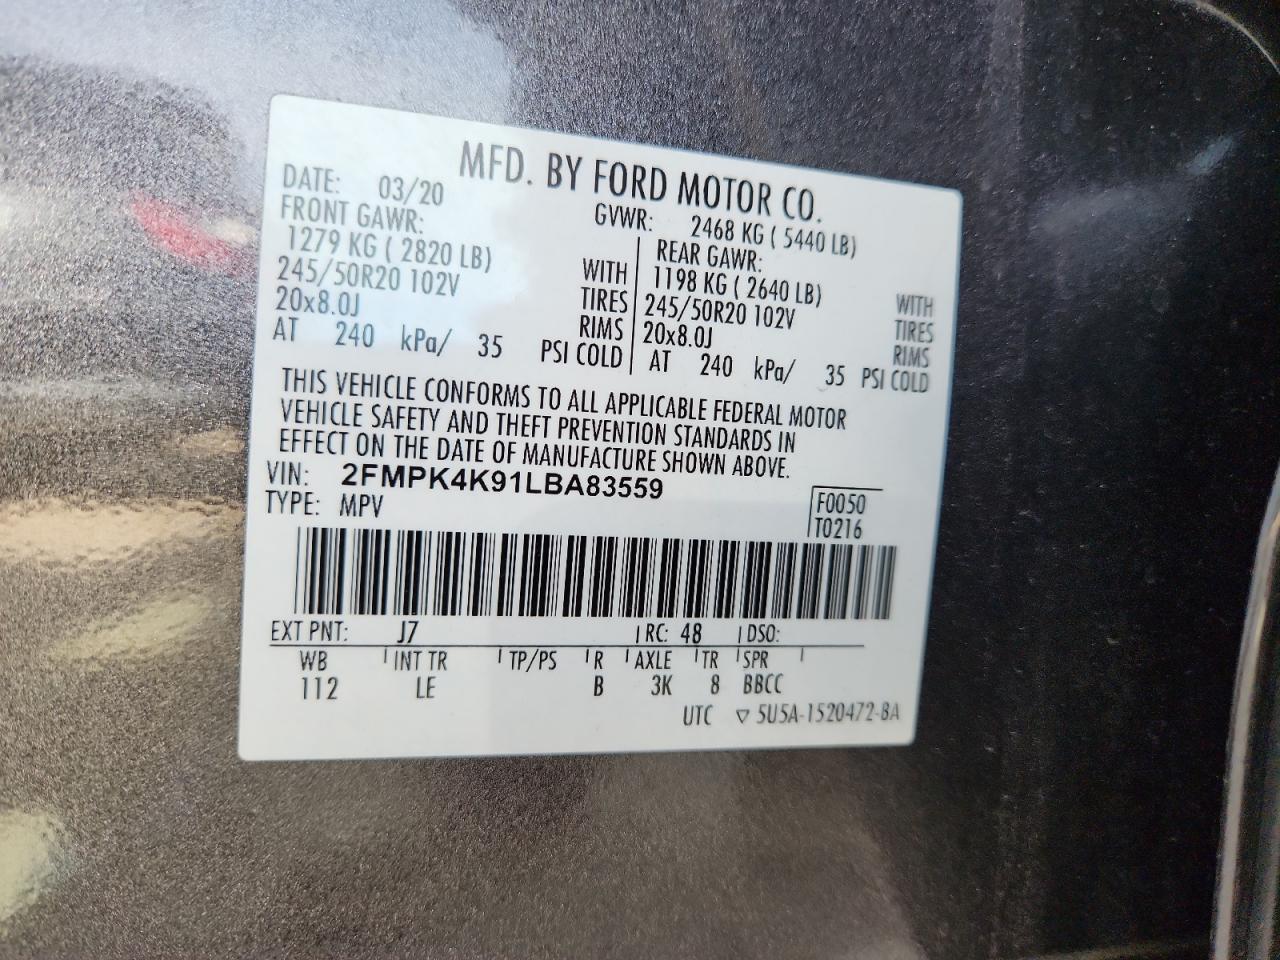 MFD. BY FORD MOTOR CO.
DATE: 03/20 GVWR: 2468 KG ( 5440 LB)
FRONT GAWR: REAR GAWR:
1279 KG ( 2820 LB) WITH 1198 KG ( 2640 LB) WITH
245/50R20 102V TIRES 245/50R20 102V TIRES
20x8.0J RIMS 20x8.0J RIMS
AT 240 kPa/ 35 PSI COLD AT 240 kPa/ 35 PSI COLD
THIS VEHICLE CONFORMS TO ALL APPLICABLE FEDERAL MOTOR
VEHICLE SAFETY AND THEFT PREVENTION STANDARDS IN
EFFECT ON THE DATE OF MANUFACTURE SHOWN ABOVE.
VIN: 2FMPK4K91LBA83559
TYPE: MPV F0050
T0216
EXT PNT: J7 RC: 48 DSO:
WB INT TR TP/PS R AXLE TR SPR
112 LE B 3K 8 BBCC
UTC ▽ 5U5A-1520472-BA